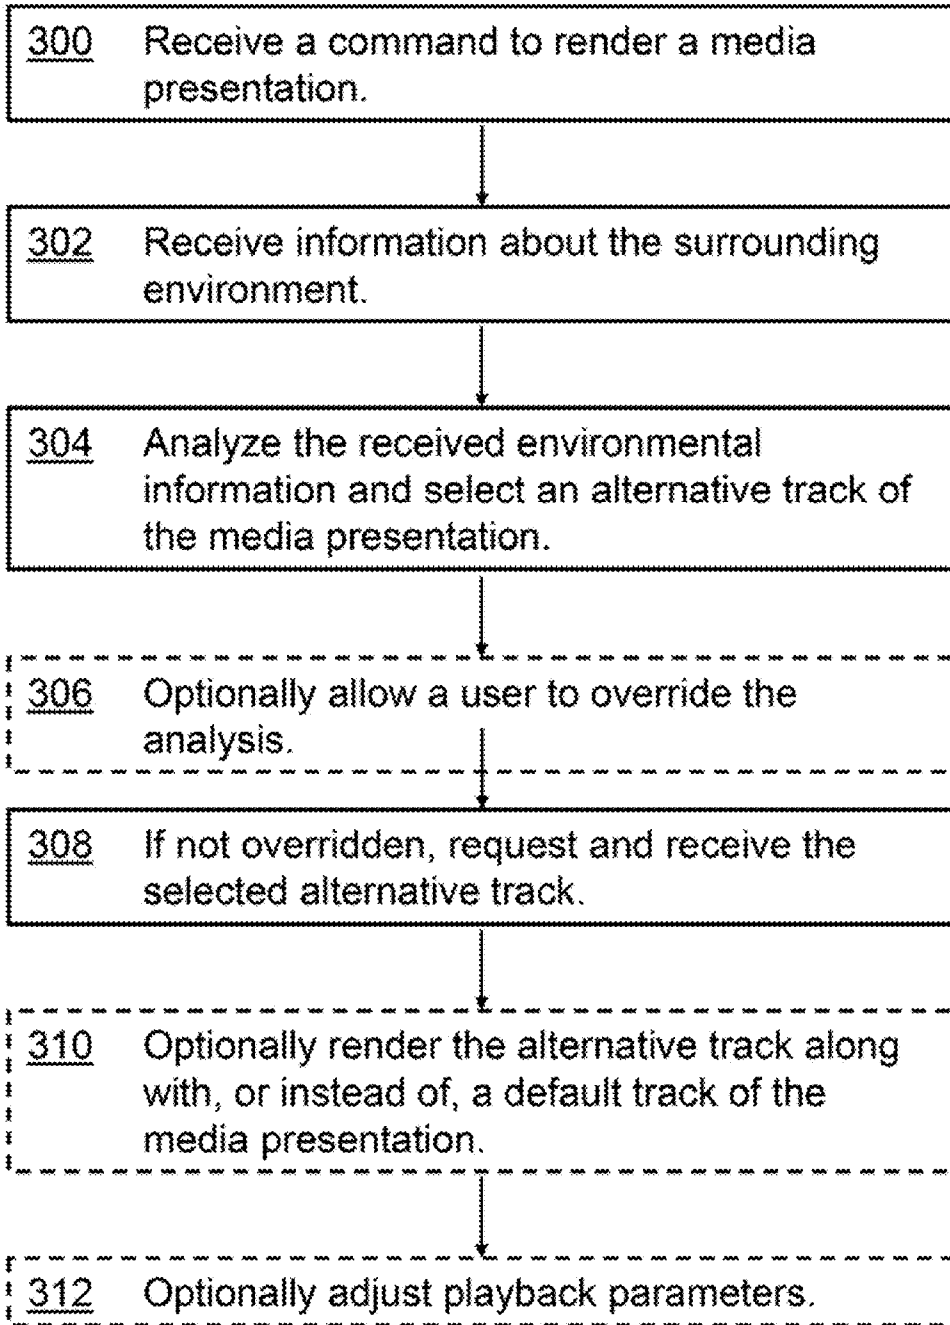 300 Receive a command to render a media
presentation.
302 Receive information about the surrounding
environment.
304 Analyze the received environmental
information and select an alternative track of
the media presentation.
306 Optionally allow a user to override the
analysis.
308 If not overridden, request and receive the
selected alternative track.
310 Optionally render the alternative track along
with, or instead of, a default track of the
media presentation.
312 Optionally adjust playback parameters.